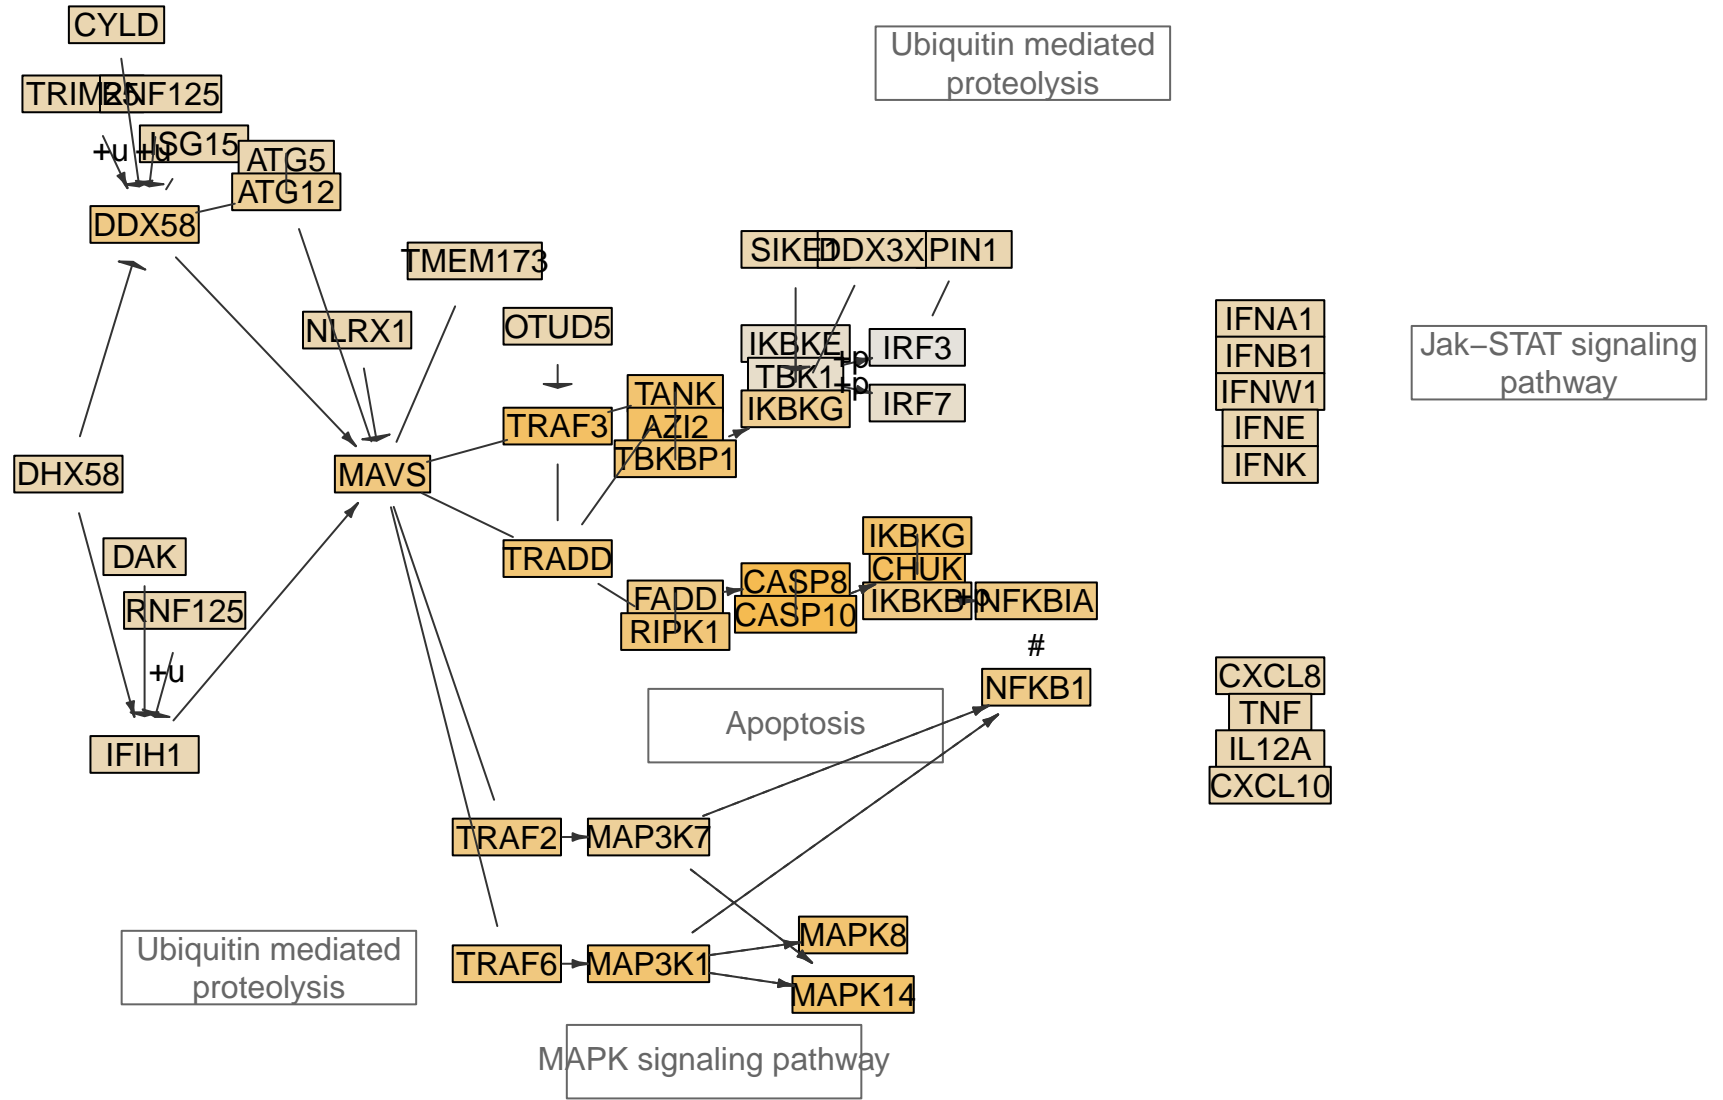 CYLD
Ubiquitin mediated
proteolysis
TRIM25
RNF125
ISG15
+u
+u
ATG5
ATG12
DDX58
TMEM173
SIKE1
DDX3X
PIN1
NLRX1
OTUD5
IKBKE
TBK1
IKBKG
+p
+p
IRF3
IRF7
IFNA1
IFNB1
IFNW1
IFNE
IFNK
Jak−STAT signaling
pathway
TANK
AZI2
TBKBP1
TRAF3
DHX58
MAVS
DAK
RNF125
+u
IFIH1
TRADD
FADD
RIPK1
CASP8
CASP10
IKBKG
CHUK
IKBKB
+p
NFKBIA
#
NFKB1
Apoptosis
CXCL8
TNF
IL12A
CXCL10
TRAF2
MAP3K7
TRAF6
MAP3K1
MAPK8
MAPK14
Ubiquitin mediated
proteolysis
MAPK signaling pathway